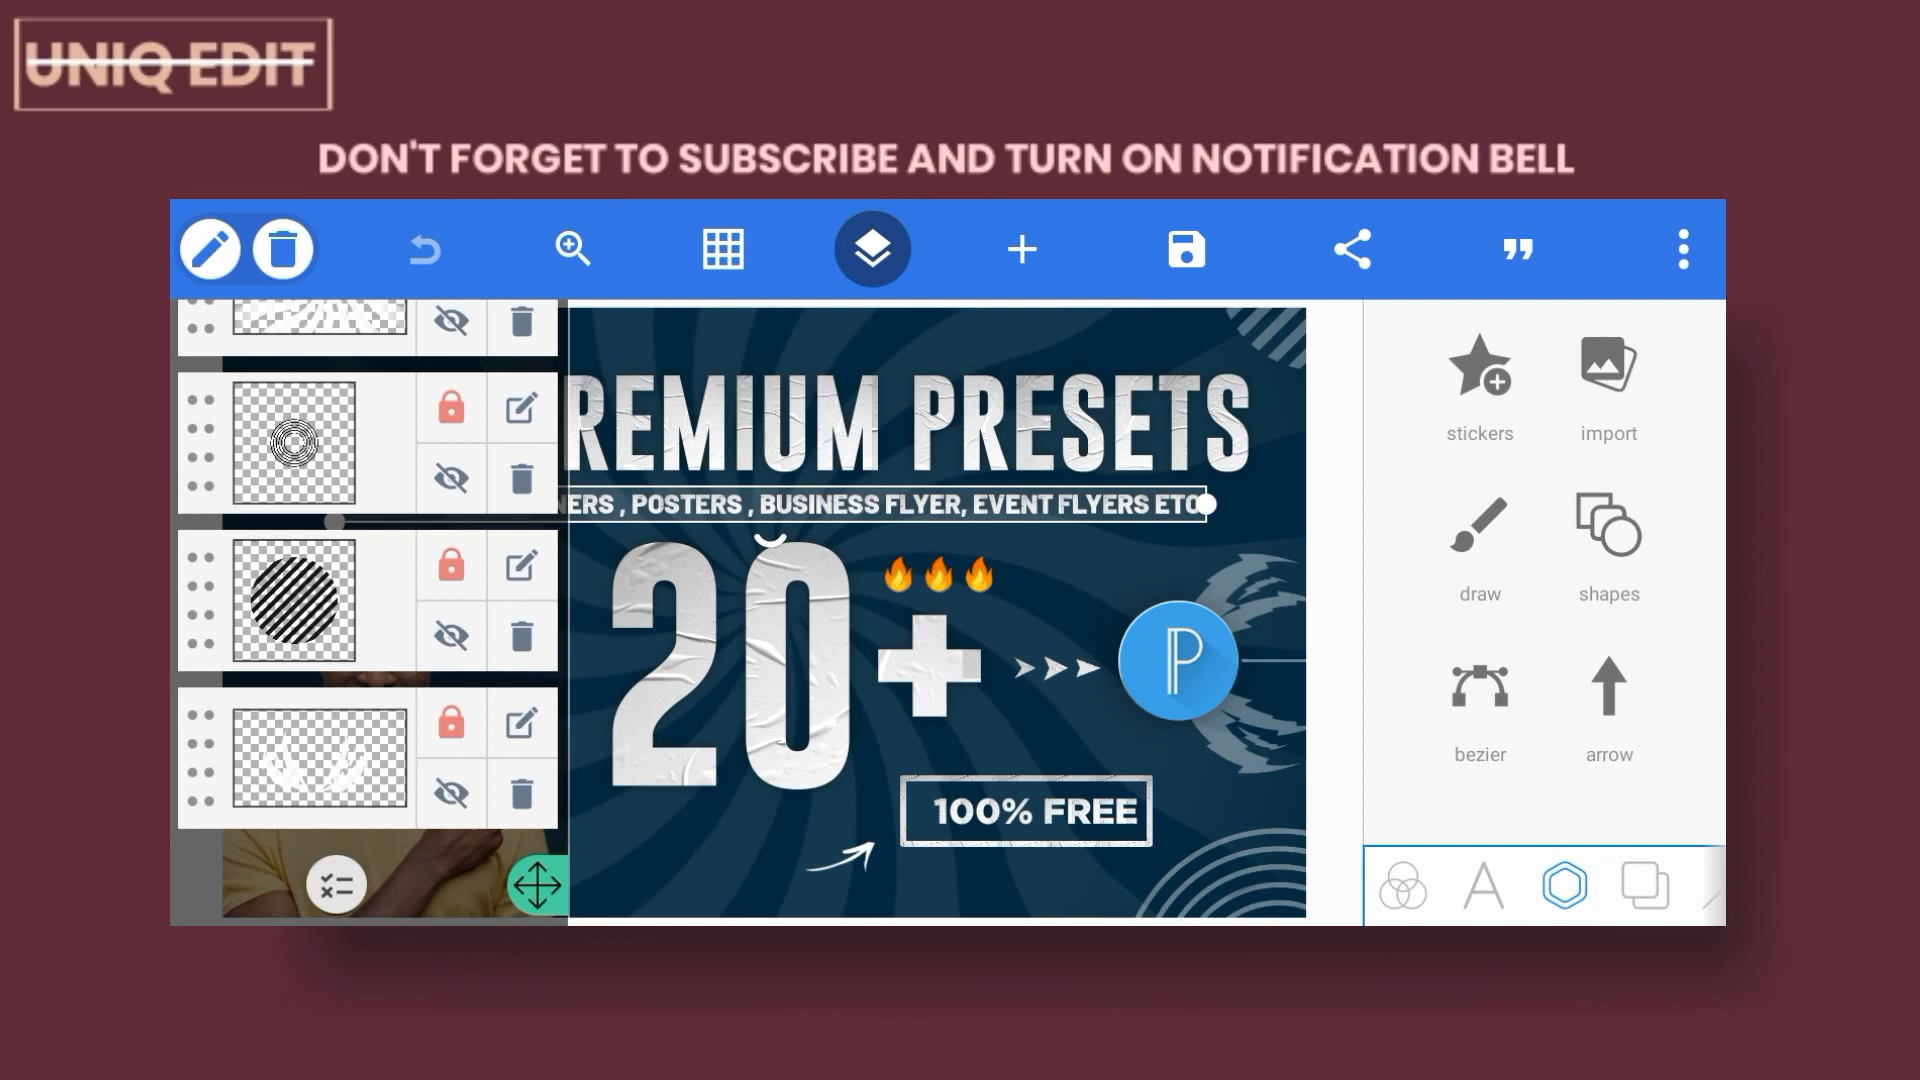 UNIQ EDIT
DON'T FORGET TO SUBSCRIBE AND TURN ON NOTIFICATION BELL
REMIUM PRESETS
NERS , POSTERS , BUSINESS FLYER, EVENT FLYERS ETC
20+
🔥🔥🔥
P
100% FREE
stickers
import
draw
shapes
bezier
arrow
A